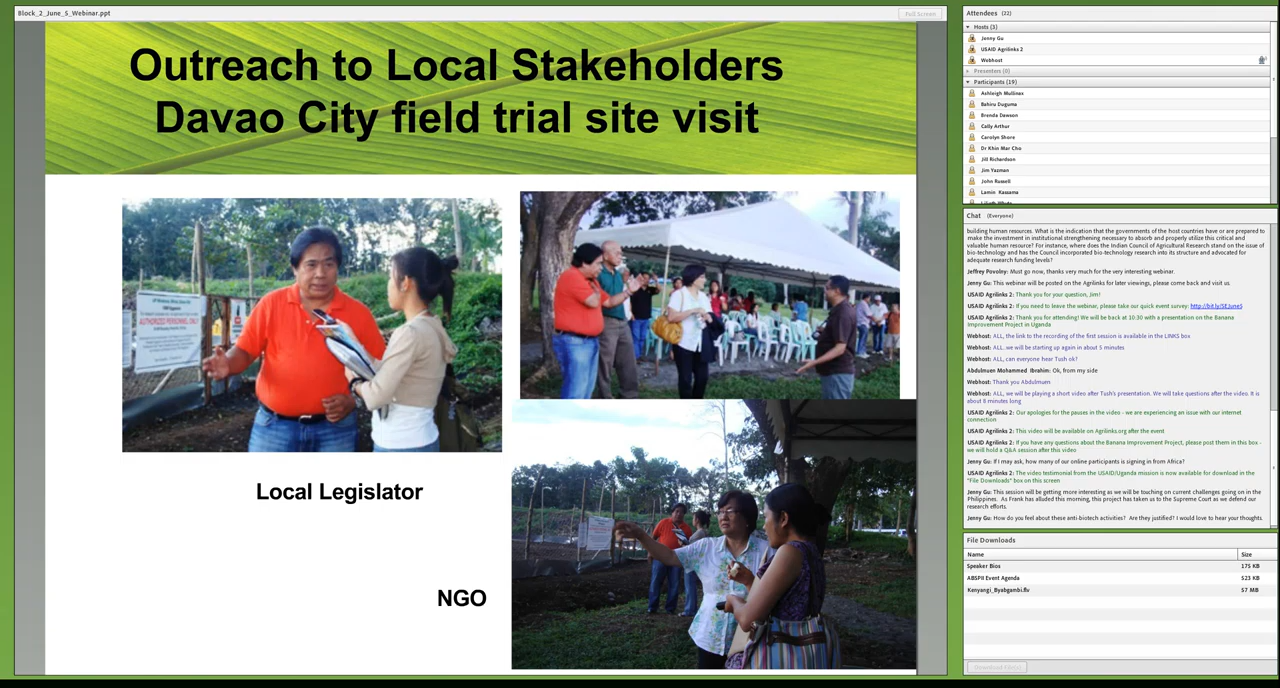 Block_2_June_5_Webinar.ppt
Full Screen
Outreach to Local Stakeholders
Davao City field trial site visit
AUTHORIZED PERSONNEL ONLY
Local Legislator
NGO
Attendees (22)
Hosts (3)
Jenny Gu
USAID Agrilinks 2
Webhost
Presenters (0)
Participants (19)
Ashleigh Mullinax
Bahiru Duguma
Brenda Dawson
Cally Arthur
Carolyn Shore
Dr Khin Mar Cho
Jill Richardson
Jim Yazman
John Russell
Lamin Kassama
Chat (Everyone)
building human resources. What is the indication that the governments of the host countries have or are prepared to
make the investment in institutional strengthening necessary to absorb and properly utilize this critical and
valuable human resource? For instance, where does the Indian Council of Agricultural Research stand on the issue of
bio-technology and has the Council incorporated bio-technology research into its structure and advocated for
adequate research funding levels?
Jeffrey Povolny: Must go now, thanks very much for the very interesting webinar.
Jenny Gu: This webinar will be posted on the Agrilinks for later viewings, please come back and visit us.
USAID Agrilinks 2: Thank you for your question, Jim!
USAID Agrilinks 2: If you need to leave the webinar, please take our quick event survey: http://bit.ly/SEJune5
USAID Agrilinks 2: Thank you for attending! We will be back at 10:30 with a presentation on the Banana
Improvement Project in Uganda
Webhost: ALL, the link to the recording of the first session is available in the LINKS box
Webhost: ALL. we will be starting up again in about 5 minutes
Webhost: ALL, can everyone hear Tush ok?
Abdulmuen Mohammed Ibrahim: Ok, from my side
Webhost: Thank you Abdulmuen
Webhost: ALL, we will be playing a short video after Tush's presentation. We will take questions after the video. It is
about 8 minutes long
USAID Agrilinks 2: Our apologies for the pauses in the video - we are experiencing an issue with our internet
connection
USAID Agrilinks 2: This video will be available on Agrilinks.org after the event
USAID Agrilinks 2: If you have any questions about the Banana Improvement Project, please post them in this box -
we will hold a Q&A session after this video
Jenny Gu: If I may ask, how many of our online participants is signing in from Africa?
USAID Agrilinks 2: The video testimonial from the USAID/Uganda mission is now available for download in the
"File Downloads" box on this screen
Jenny Gu: This session will be getting more interesting as we will be touching on current challenges going on in the
Philippines. As Frank has alluded this morning, this project has taken us to the Supreme Court as we defend our
research efforts.
Jenny Gu: How do you feel about these anti-biotech activities? Are they justified? I would love to hear your thoughts.
File Downloads
Name Size
Speaker Bios 175 KB
ABSPII Event Agenda 523 KB
Kenyangi_Byabgambi.flv 57 MB
Download File(s)